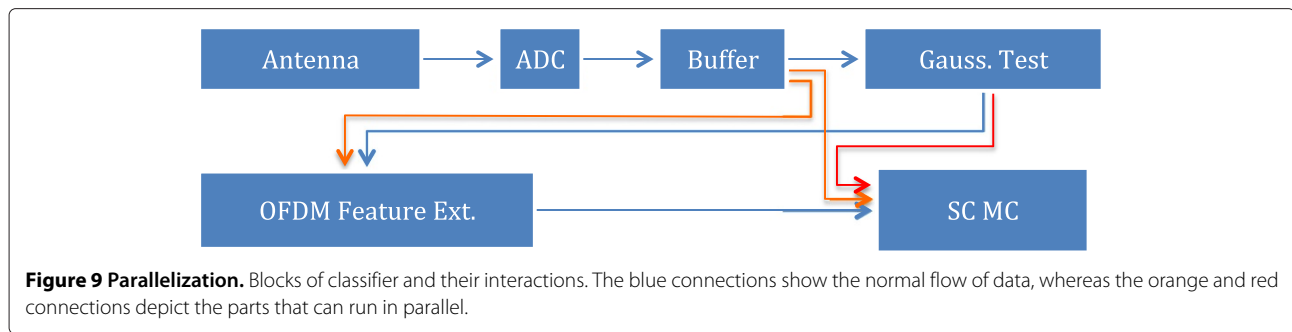 Antenna
ADC
Buffer
Gauss. Test
OFDM Feature Ext.
SC MC
Figure 9 Parallelization. Blocks of classifier and their interactions. The blue connections show the normal flow of data, whereas the orange and red
connections depict the parts that can run in parallel.